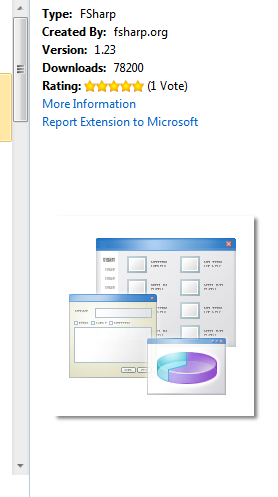 Type: FSharp
Created By: fsharp.org
Version: 1.23
Downloads: 78200
Rating: (1 Vote)
More Information
Report Extension to Microsoft